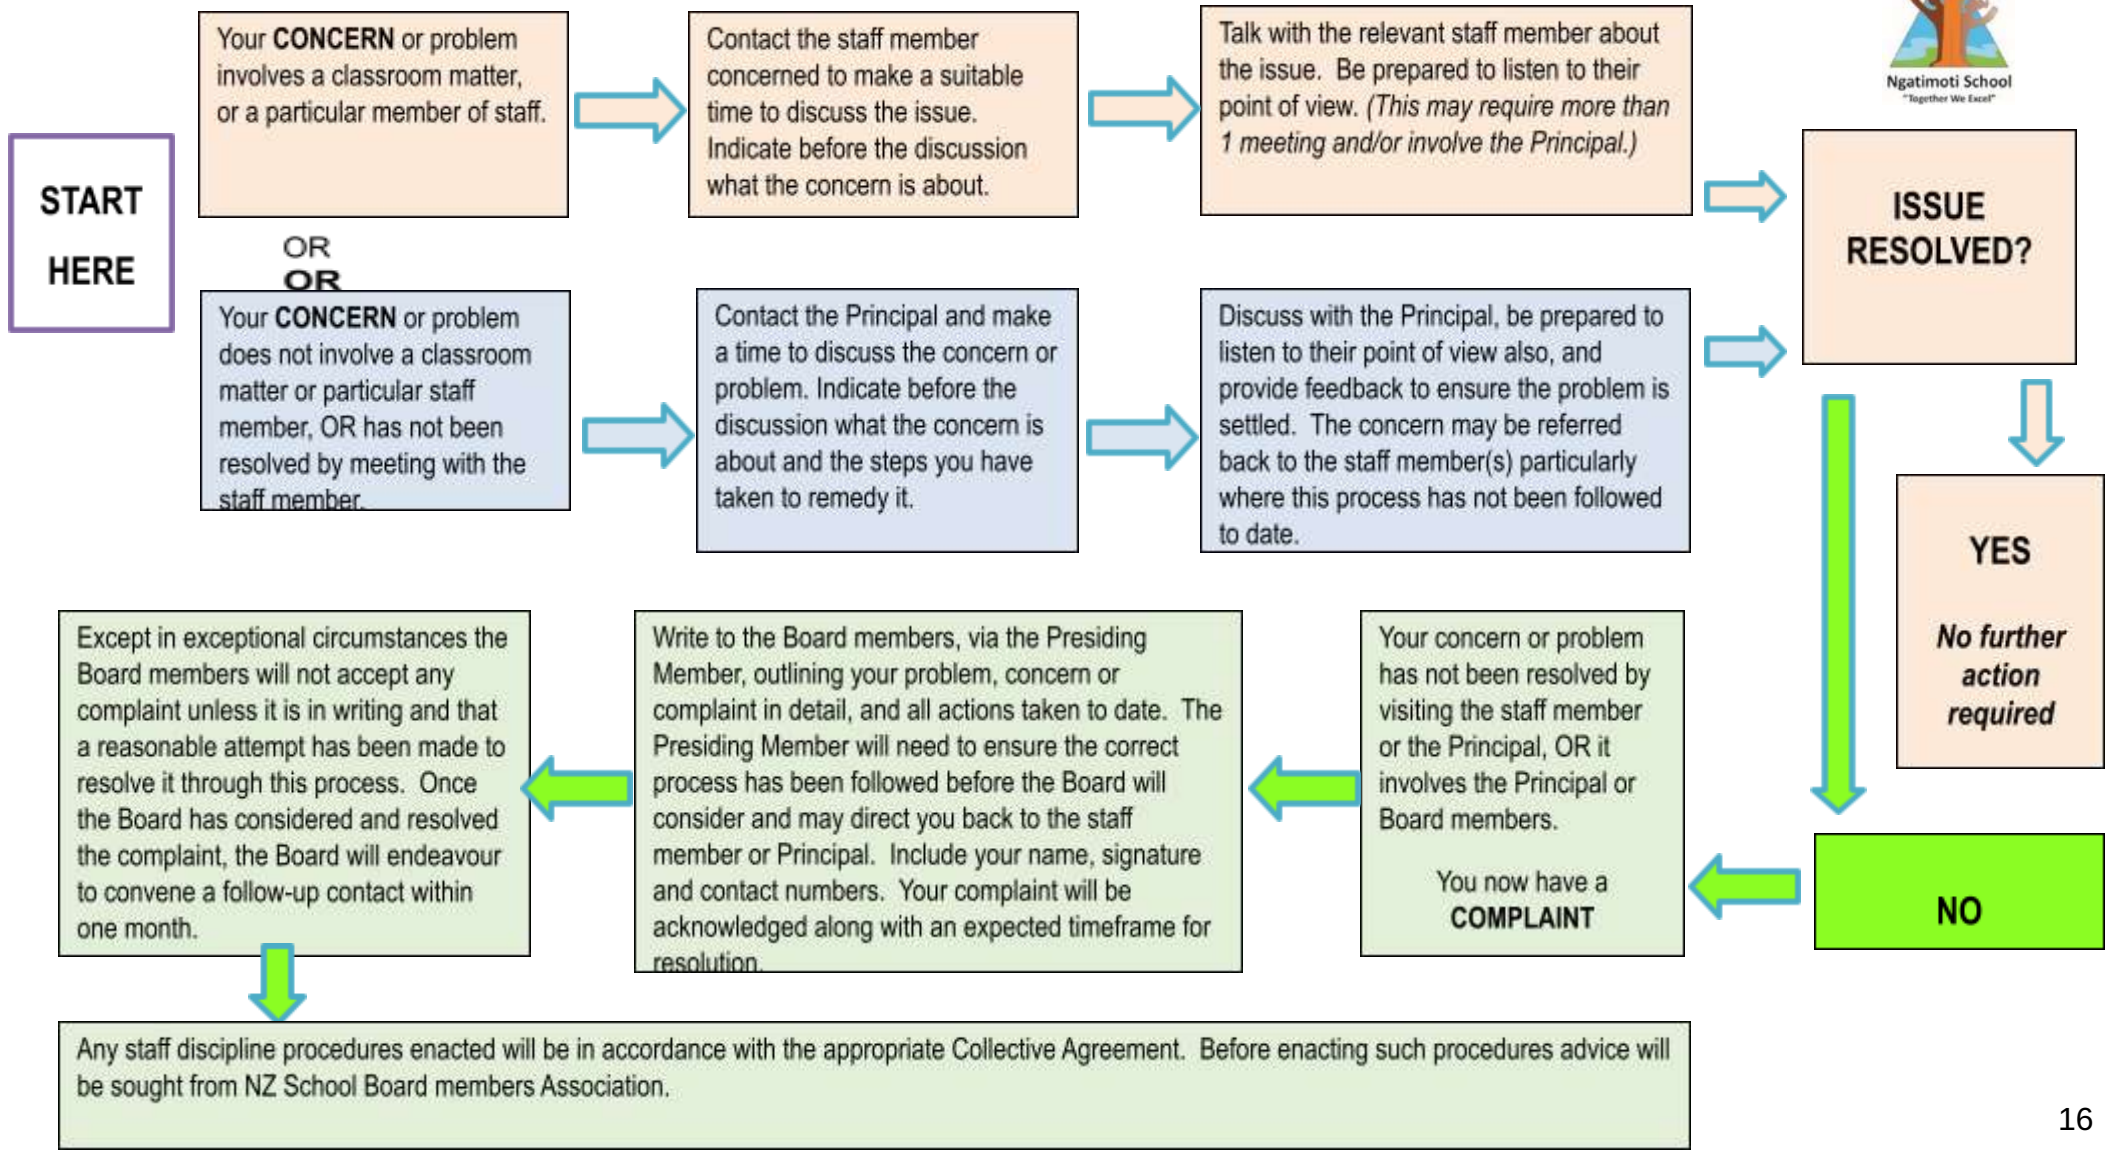 START
HERE
Your CONCERN or problem
involves a classroom matter,
or a particular member of staff.
Contact the staff member
concerned to make a suitable
time to discuss the issue.
Indicate before the discussion
what the concern is about.
Talk with the relevant staff member about
the issue.  Be prepared to listen to their
point of view. (This may require more than
1 meeting and/or involve the Principal.)
Ngatimoti School
"Together We Excel"
OR
OR
Your CONCERN or problem
does not involve a classroom
matter or particular staff
member, OR has not been
resolved by meeting with the
staff member.
Contact the Principal and make
a time to discuss the concern or
problem. Indicate before the
discussion what the concern is
about and the steps you have
taken to remedy it.
Discuss with the Principal, be prepared to
listen to their point of view also, and
provide feedback to ensure the problem is
settled.  The concern may be referred
back to the staff member(s) particularly
where this process has not been followed
to date.
ISSUE
RESOLVED?
YES
No further
action
required
NO
Your concern or problem
has not been resolved by
visiting the staff member
or the Principal, OR it
involves the Principal or
Board members.
You now have a
COMPLAINT
Write to the Board members, via the Presiding
Member, outlining your problem, concern or
complaint in detail, and all actions taken to date.  The
Presiding Member will need to ensure the correct
process has been followed before the Board will
consider and may direct you back to the staff
member or Principal.  Include your name, signature
and contact numbers.  Your complaint will be
acknowledged along with an expected timeframe for
resolution.
Except in exceptional circumstances the
Board members will not accept any
complaint unless it is in writing and that
a reasonable attempt has been made to
resolve it through this process.  Once
the Board has considered and resolved
the complaint, the Board will endeavour
to convene a follow-up contact within
one month.
Any staff discipline procedures enacted will be in accordance with the appropriate Collective Agreement.  Before enacting such procedures advice will
be sought from NZ School Board members Association.
16